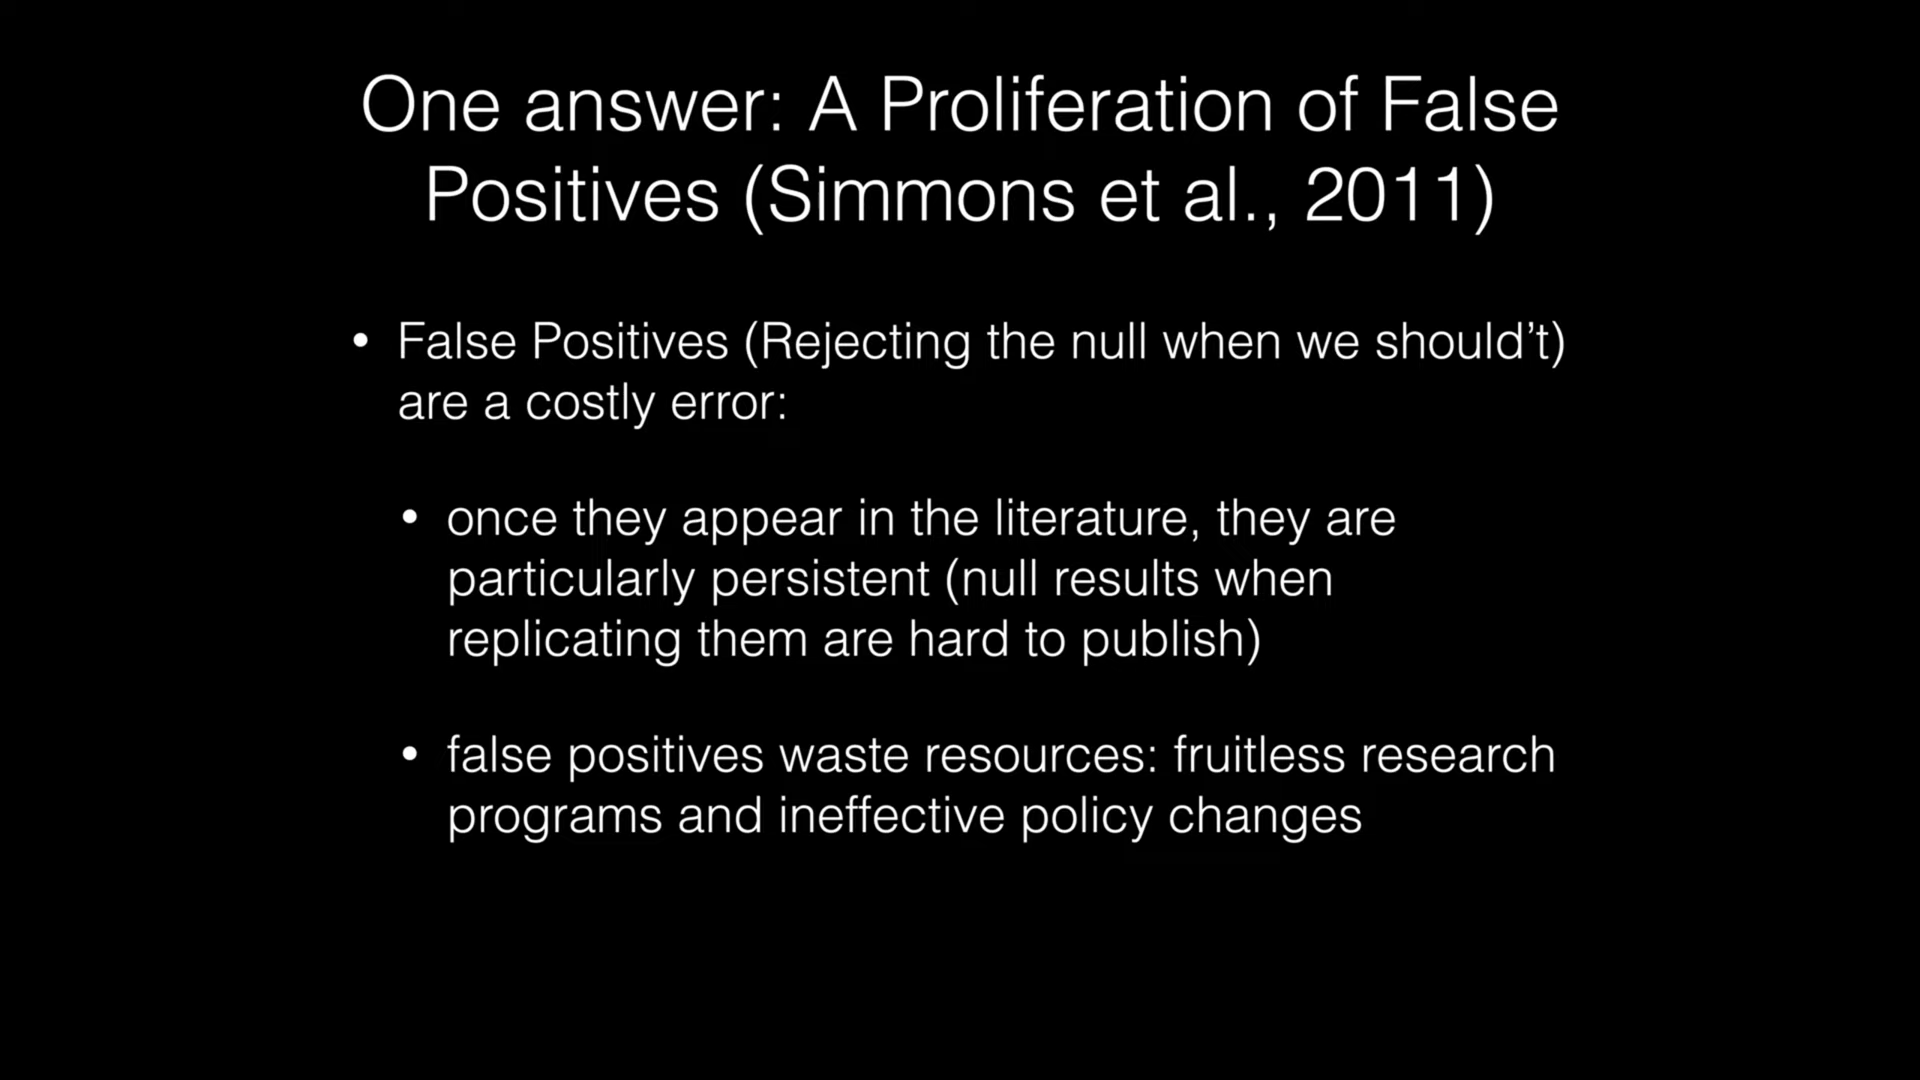 One answer: A Proliferation of False
Positives (Simmons et al., 2011)
• False Positives (Rejecting the null when we should’t)
are a costly error:
• once they appear in the literature, they are
particularly persistent (null results when
replicating them are hard to publish)
• false positives waste resources: fruitless research
programs and ineffective policy changes